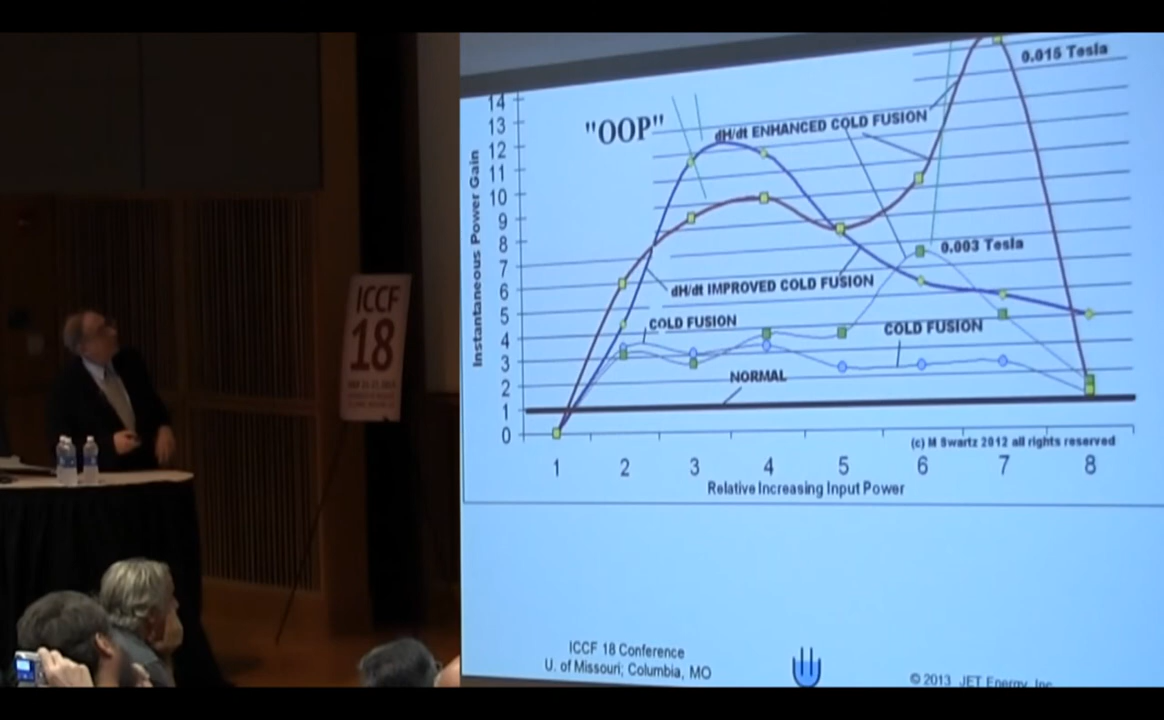 ICCF
18
14
13
12
11
10
9
8
7
6
5
4
3
2
1
0
Instantaneous Power Gain
"OOP"
0.015 Tesla
dH/dt ENHANCED COLD FUSION
0.003 Tesla
dH/dt IMPROVED COLD FUSION
COLD FUSION
COLD FUSION
NORMAL
(c) M Swartz 2012 all rights reserved
1 2 3 4 5 6 7 8
Relative Increasing Input Power
ICCF 18 Conference
U. of Missouri; Columbia, MO
© 2013 JET Energy, Inc.